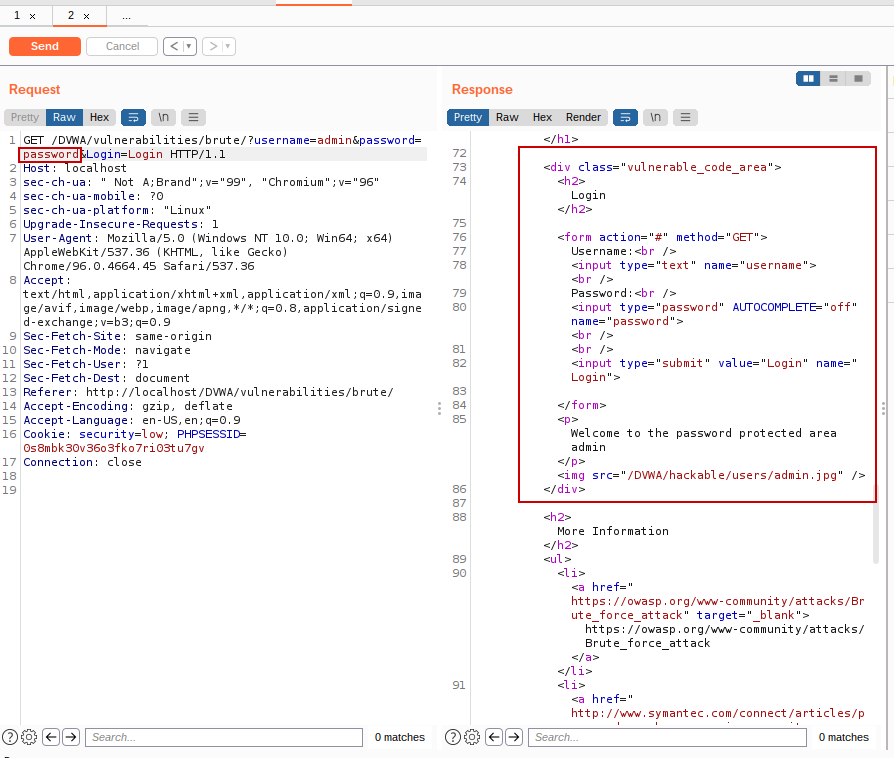 1 × 2 × ...
Send Cancel < | ▾ > | ▾
Request
Pretty Raw Hex \n ≡
1 GET /DVWA/vulnerabilities/brute/?username=admin&password=
password&Login=Login HTTP/1.1
2 Host: localhost
3 sec-ch-ua: " Not A;Brand";v="99", "Chromium";v="96"
4 sec-ch-ua-mobile: ?0
5 sec-ch-ua-platform: "Linux"
6 Upgrade-Insecure-Requests: 1
7 User-Agent: Mozilla/5.0 (Windows NT 10.0; Win64; x64)
AppleWebKit/537.36 (KHTML, like Gecko)
Chrome/96.0.4664.45 Safari/537.36
8 Accept:
text/html,application/xhtml+xml,application/xml;q=0.9,ima
ge/avif,image/webp,image/apng,*/*;q=0.8,application/signe
d-exchange;v=b3;q=0.9
9 Sec-Fetch-Site: same-origin
10 Sec-Fetch-Mode: navigate
11 Sec-Fetch-User: ?1
12 Sec-Fetch-Dest: document
13 Referer: http://localhost/DVWA/vulnerabilities/brute/
14 Accept-Encoding: gzip, deflate
15 Accept-Language: en-US,en;q=0.9
16 Cookie: security=low; PHPSESSID=
0s8mbk30v36o3fko7ri03tu7gv
17 Connection: close
18
19
? Search... 0 matches
Response
Pretty Raw Hex Render \n ≡
</h1>
72
73 <div class="vulnerable_code_area">
74 <h2>
Login
</h2>
75
76 <form action="#" method="GET">
77 Username:<br />
78 <input type="text" name="username">
<br />
79 Password:<br />
80 <input type="password" AUTOCOMPLETE="off"
name="password">
<br />
81 <br />
82 <input type="submit" value="Login" name="
Login">
83
84 </form>
85 <p>
Welcome to the password protected area
admin
</p>
<img src="/DVWA/hackable/users/admin.jpg" />
86 </div>
87
88 <h2>
More Information
</h2>
89 <ul>
90 <li>
<a href="
https://owasp.org/www-community/attacks/Br
ute_force_attack" target="_blank">
https://owasp.org/www-community/attacks/
Brute_force_attack
</a>
</li>
91 <li>
<a href="
http://www.symantec.com/connect/articles/p
? Search... 0 matches